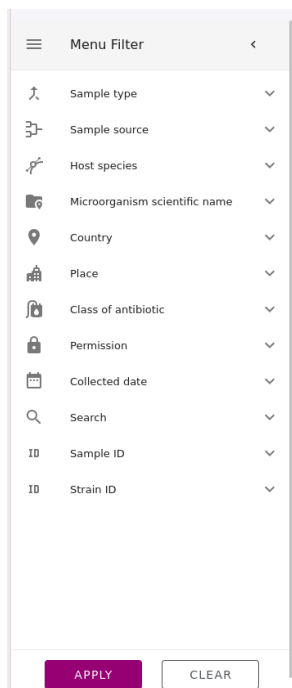 Menu Filter
Sample type
Sample source
Host species
Microorganism scientific name
Country
Place
Class of antibiotic
Permission
Collected date
Search
ID Sample ID
ID Strain ID
APPLY CLEAR